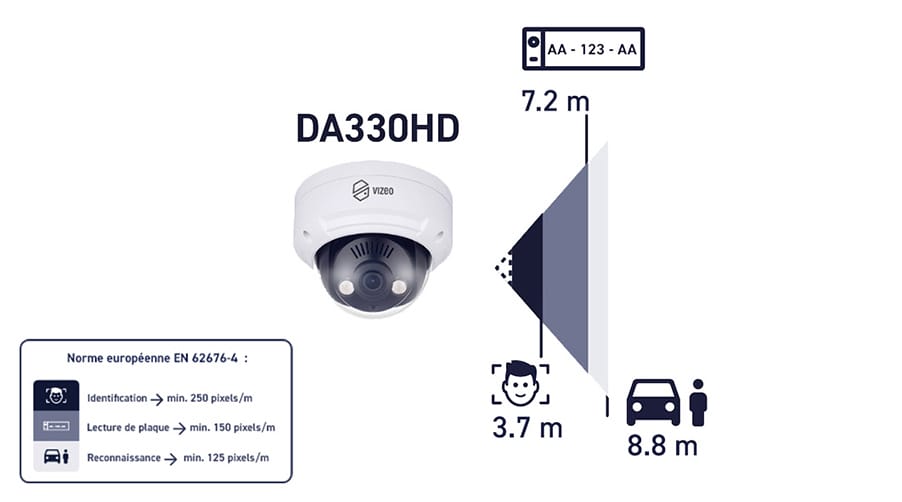 AA - 123 - AA
7.2 m
DA330HD
VIZEO
Norme européenne EN 62676-4 :
Identification → min. 250 pixels/m
Lecture de plaque → min. 150 pixels/m
Reconnaissance → min. 125 pixels/m
3.7 m
8.8 m